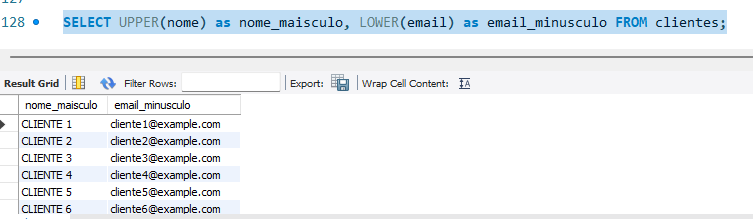 127
128 SELECT UPPER(nome) as nome_maisculo, LOWER(email) as email_minusculo FROM clientes;
Result Grid Filter Rows: Export: Wrap Cell Content: IA
nome_maisculo email_minusculo
CLIENTE 1 cliente1@example.com
CLIENTE 2 cliente2@example.com
CLIENTE 3 cliente3@example.com
CLIENTE 4 cliente4@example.com
CLIENTE 5 cliente5@example.com
CLIENTE 6 cliente6@example.com